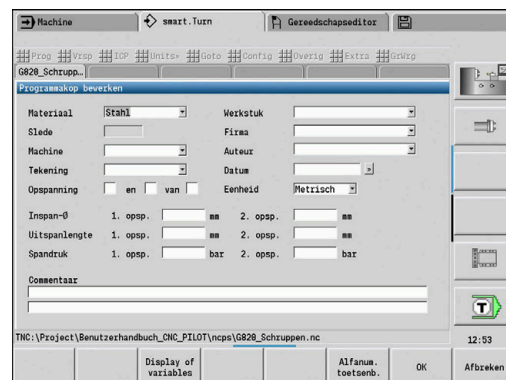 Machine smart.Turn Gereedschapseditor
Prog Vrsp ICP Units» Goto Config Overig Extra GrWrg
G828_Schrupp…
Programmakop bewerken
Materiaal Stahl Werkstuk
Slede Firma
Machine Auteur
Tekening Datum »
Opspanning en van Eenheid Metrisch
Inspan-Ø 1. opsp. mm 2. opsp. mm
Uitspanlengte 1. opsp. mm 2. opsp. mm
Spandruk 1. opsp. bar 2. opsp. bar
Commentaar
T
TNC:\Project\Benutzerhandbuch_CNC_PILOT\ncps\G828_Schruppen.nc
12:53
Display of variables Alfanum. toetsenb. OK Afbreken